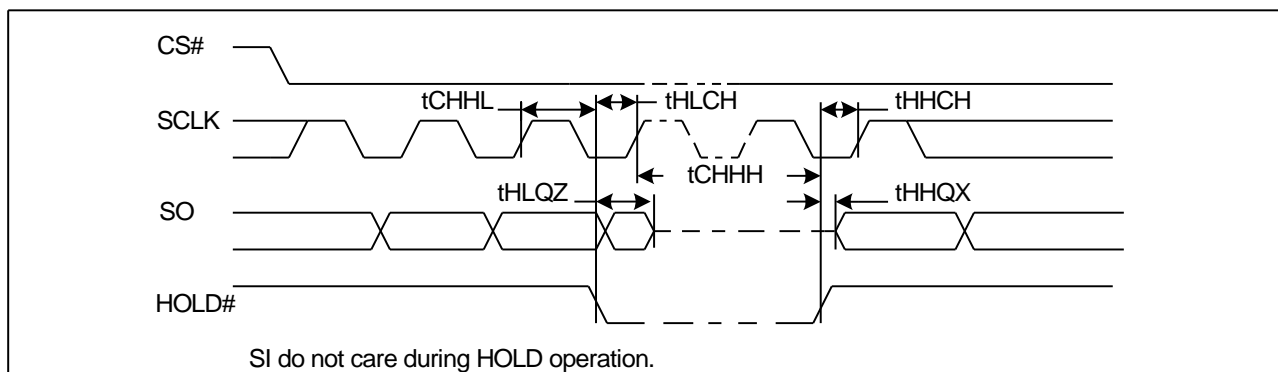 CS#
tCHHL
tHLCH
tHHCH
SCLK
tCHHH
tHLQZ
tHHQX
SO
HOLD#
SI do not care during HOLD operation.